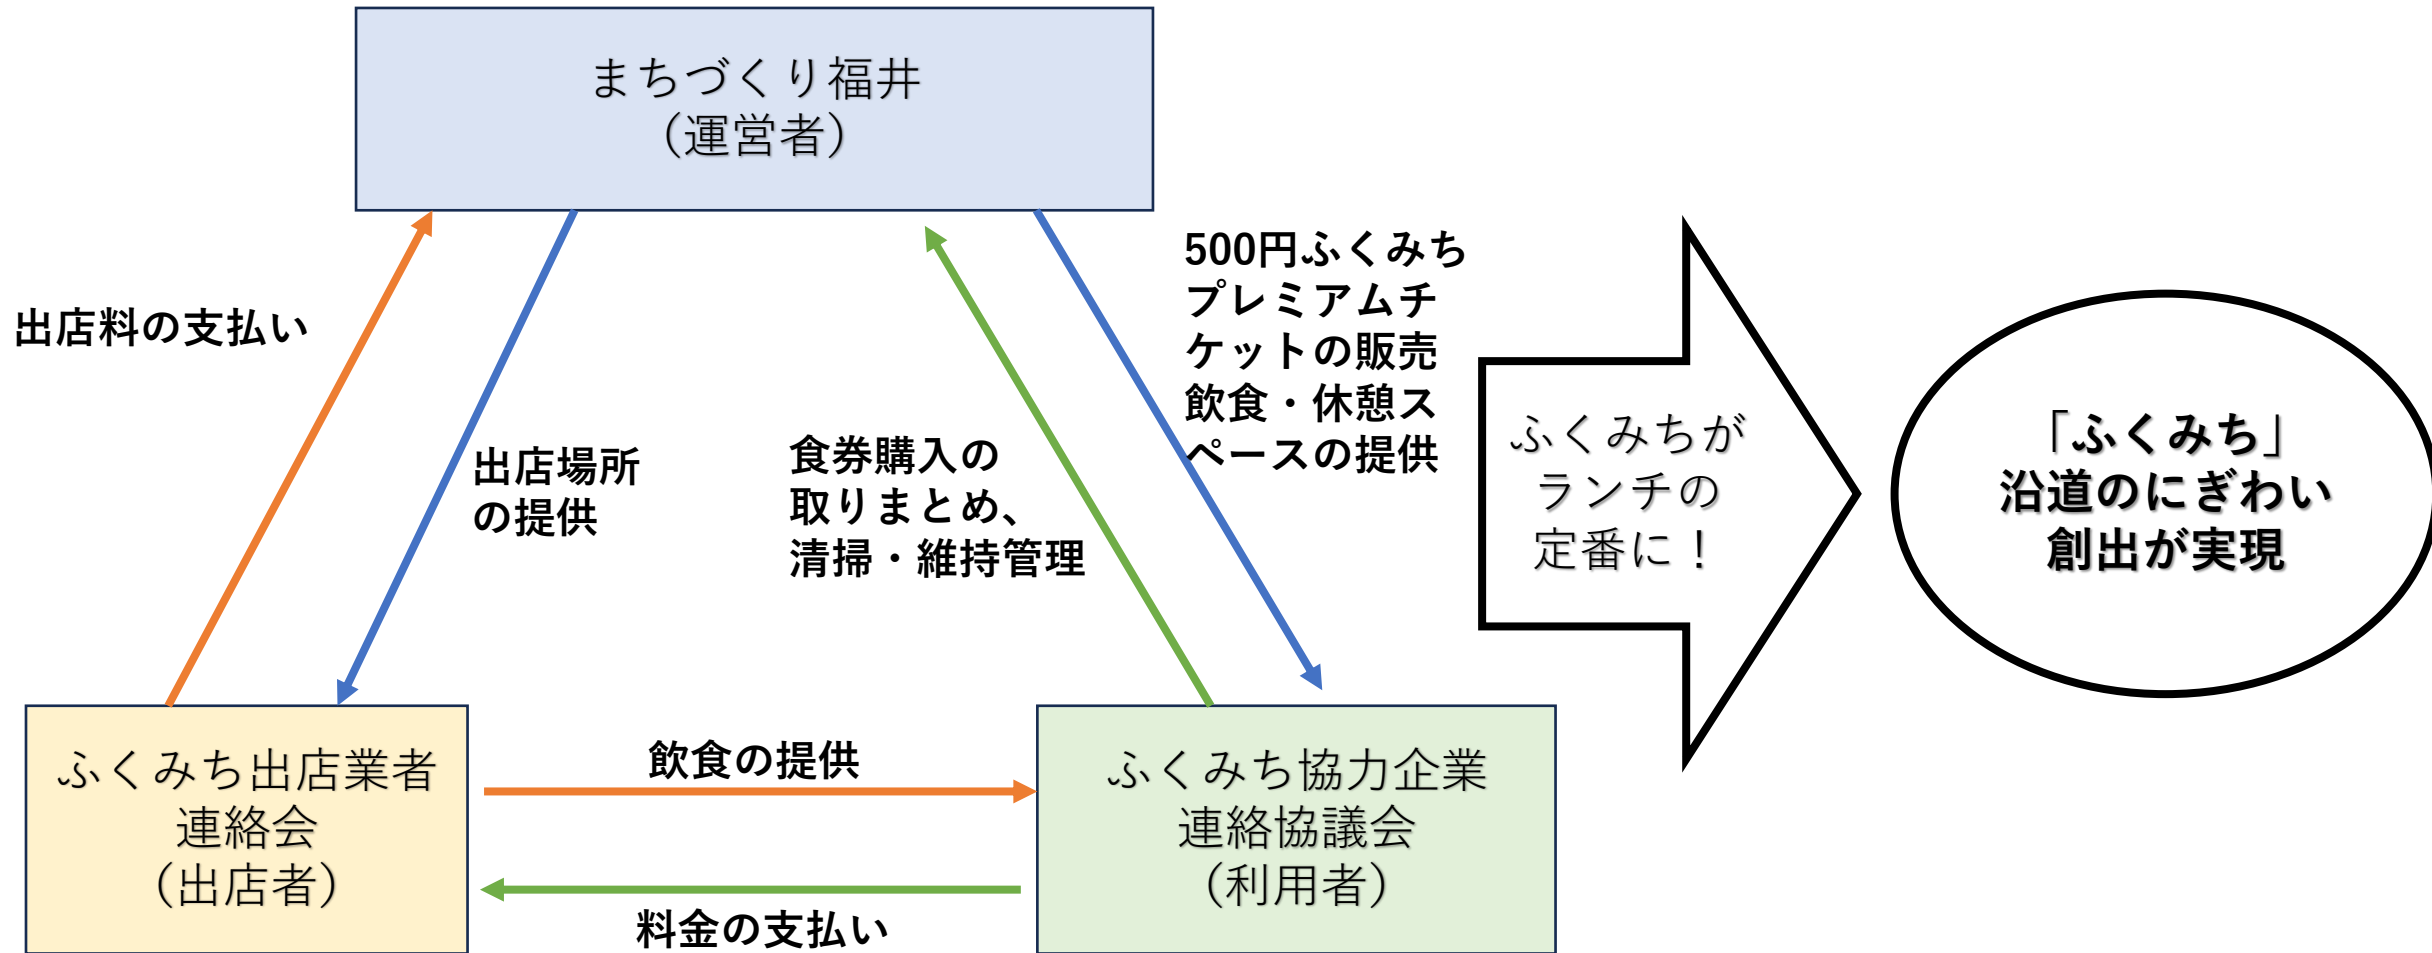 まちづくり福井
（運営者）
出店料の支払い
出店場所
の提供
食券購入の
取りまとめ、
清掃・維持管理
500円ふくみち
プレミアムチ
ケットの販売
飲食・休憩ス
ペースの提供
ふくみちが
ランチの
定番に！
「ふくみち」
沿道のにぎわい
創出が実現
ふくみち出店業者
連絡会
（出店者）
飲食の提供
料金の支払い
ふくみち協力企業
連絡協議会
（利用者）